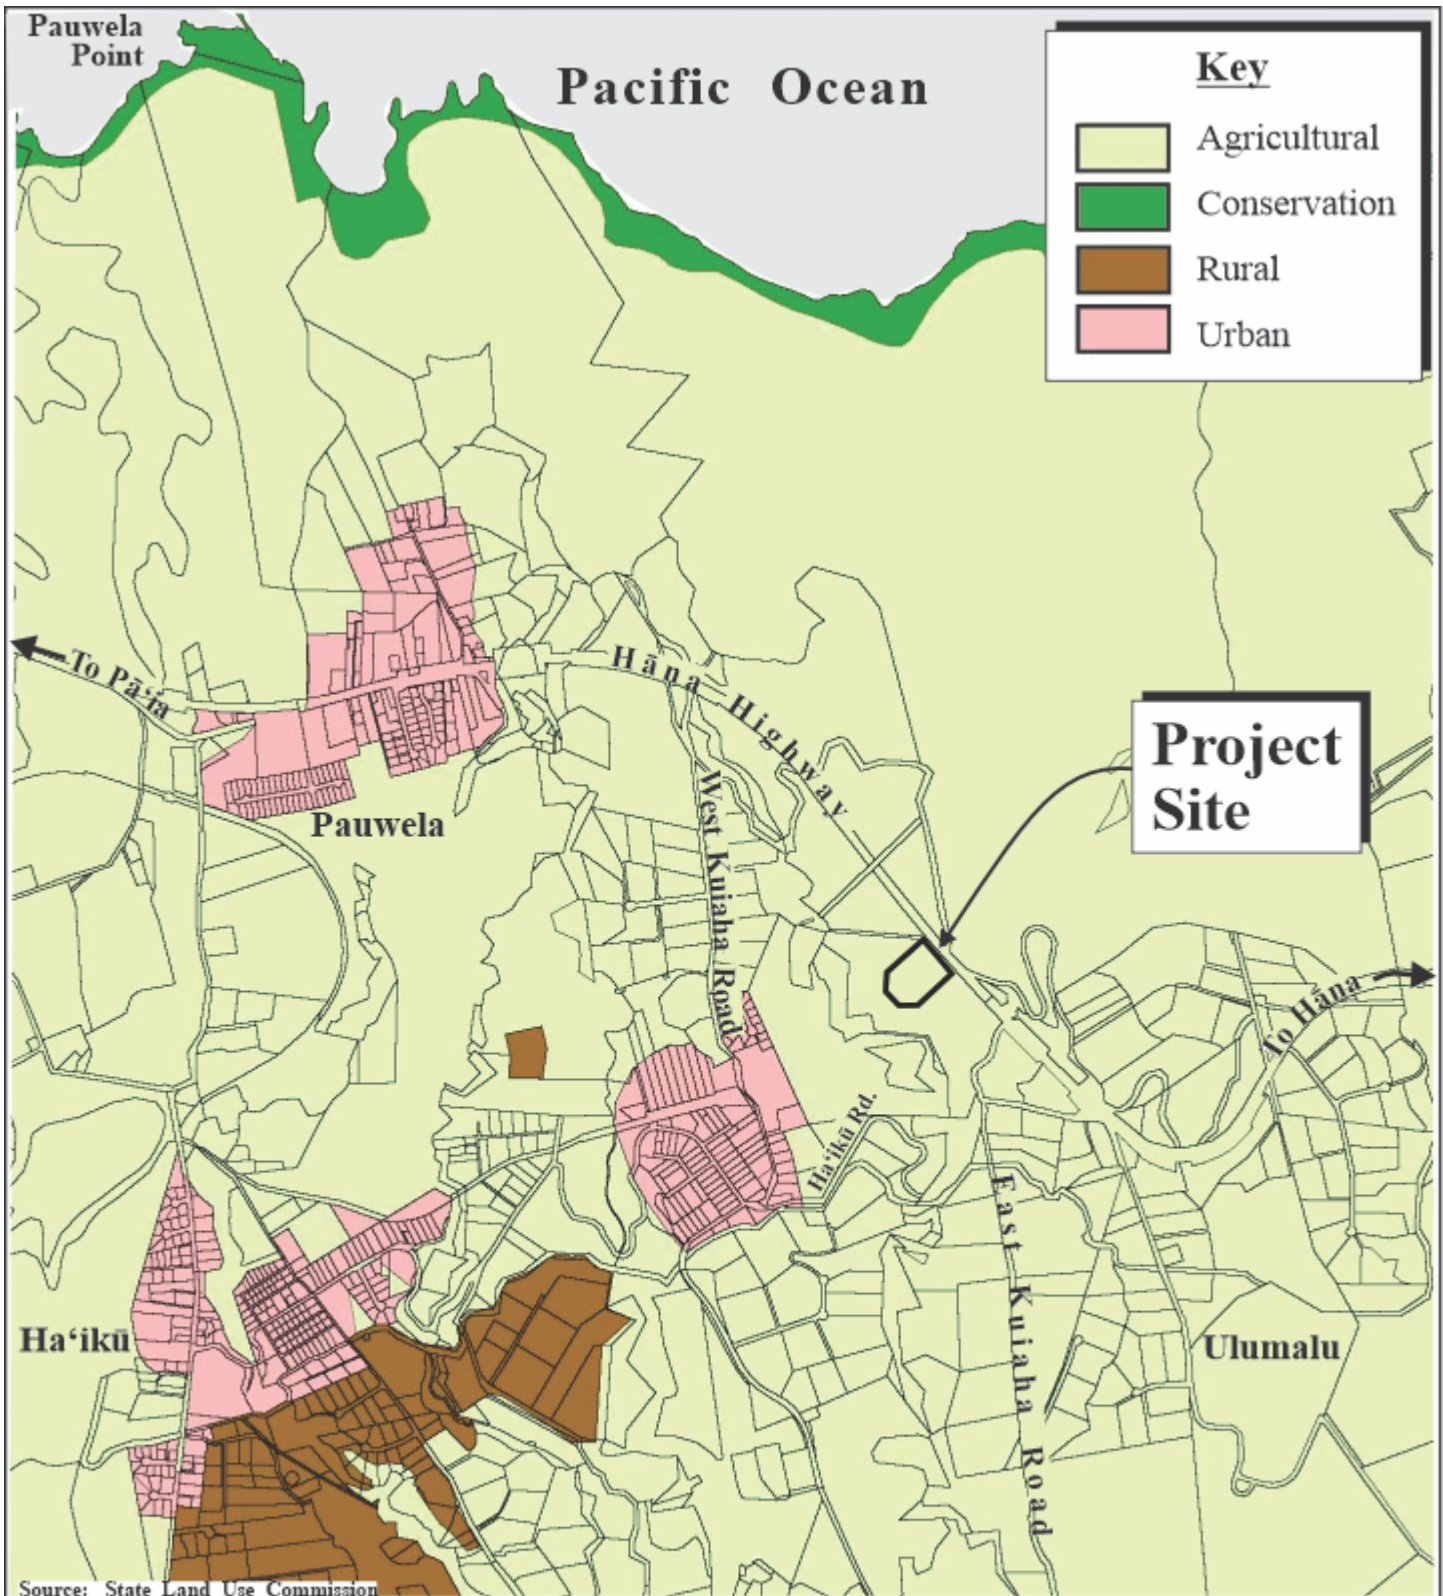 Pauwela
Point
Pacific Ocean
Key
Agricultural
Conservation
Rural
Urban
To Pā‘ia
Hāna Highway
Project
Site
Pauwela
West Kuiaha Road
To Hāna
Ha‘ikū Rd.
East Kuiaha Road
Ha‘ikū
Ulumalu
Source: State Land Use Commission